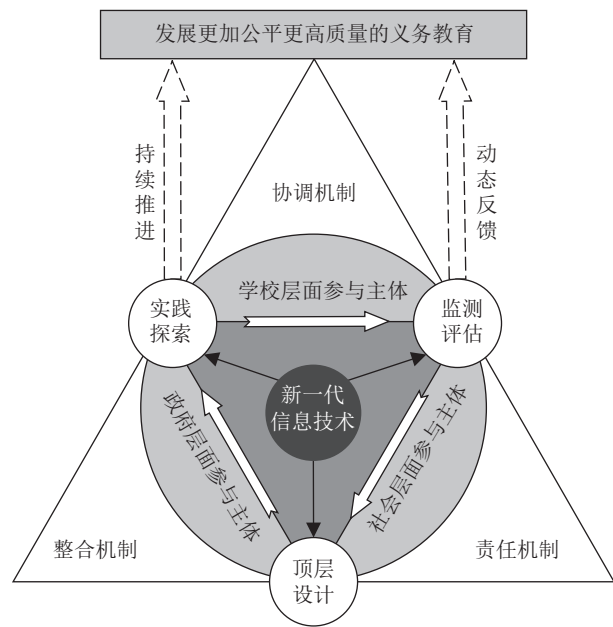 发展更加公平更高质量的义务教育
持续推进
动态反馈
协调机制
学校层面参与主体
实践
探索
监测
评估
新一代
信息技术
政府层面参与主体
社会层面参与主体
整合机制
责任机制
顶层
设计